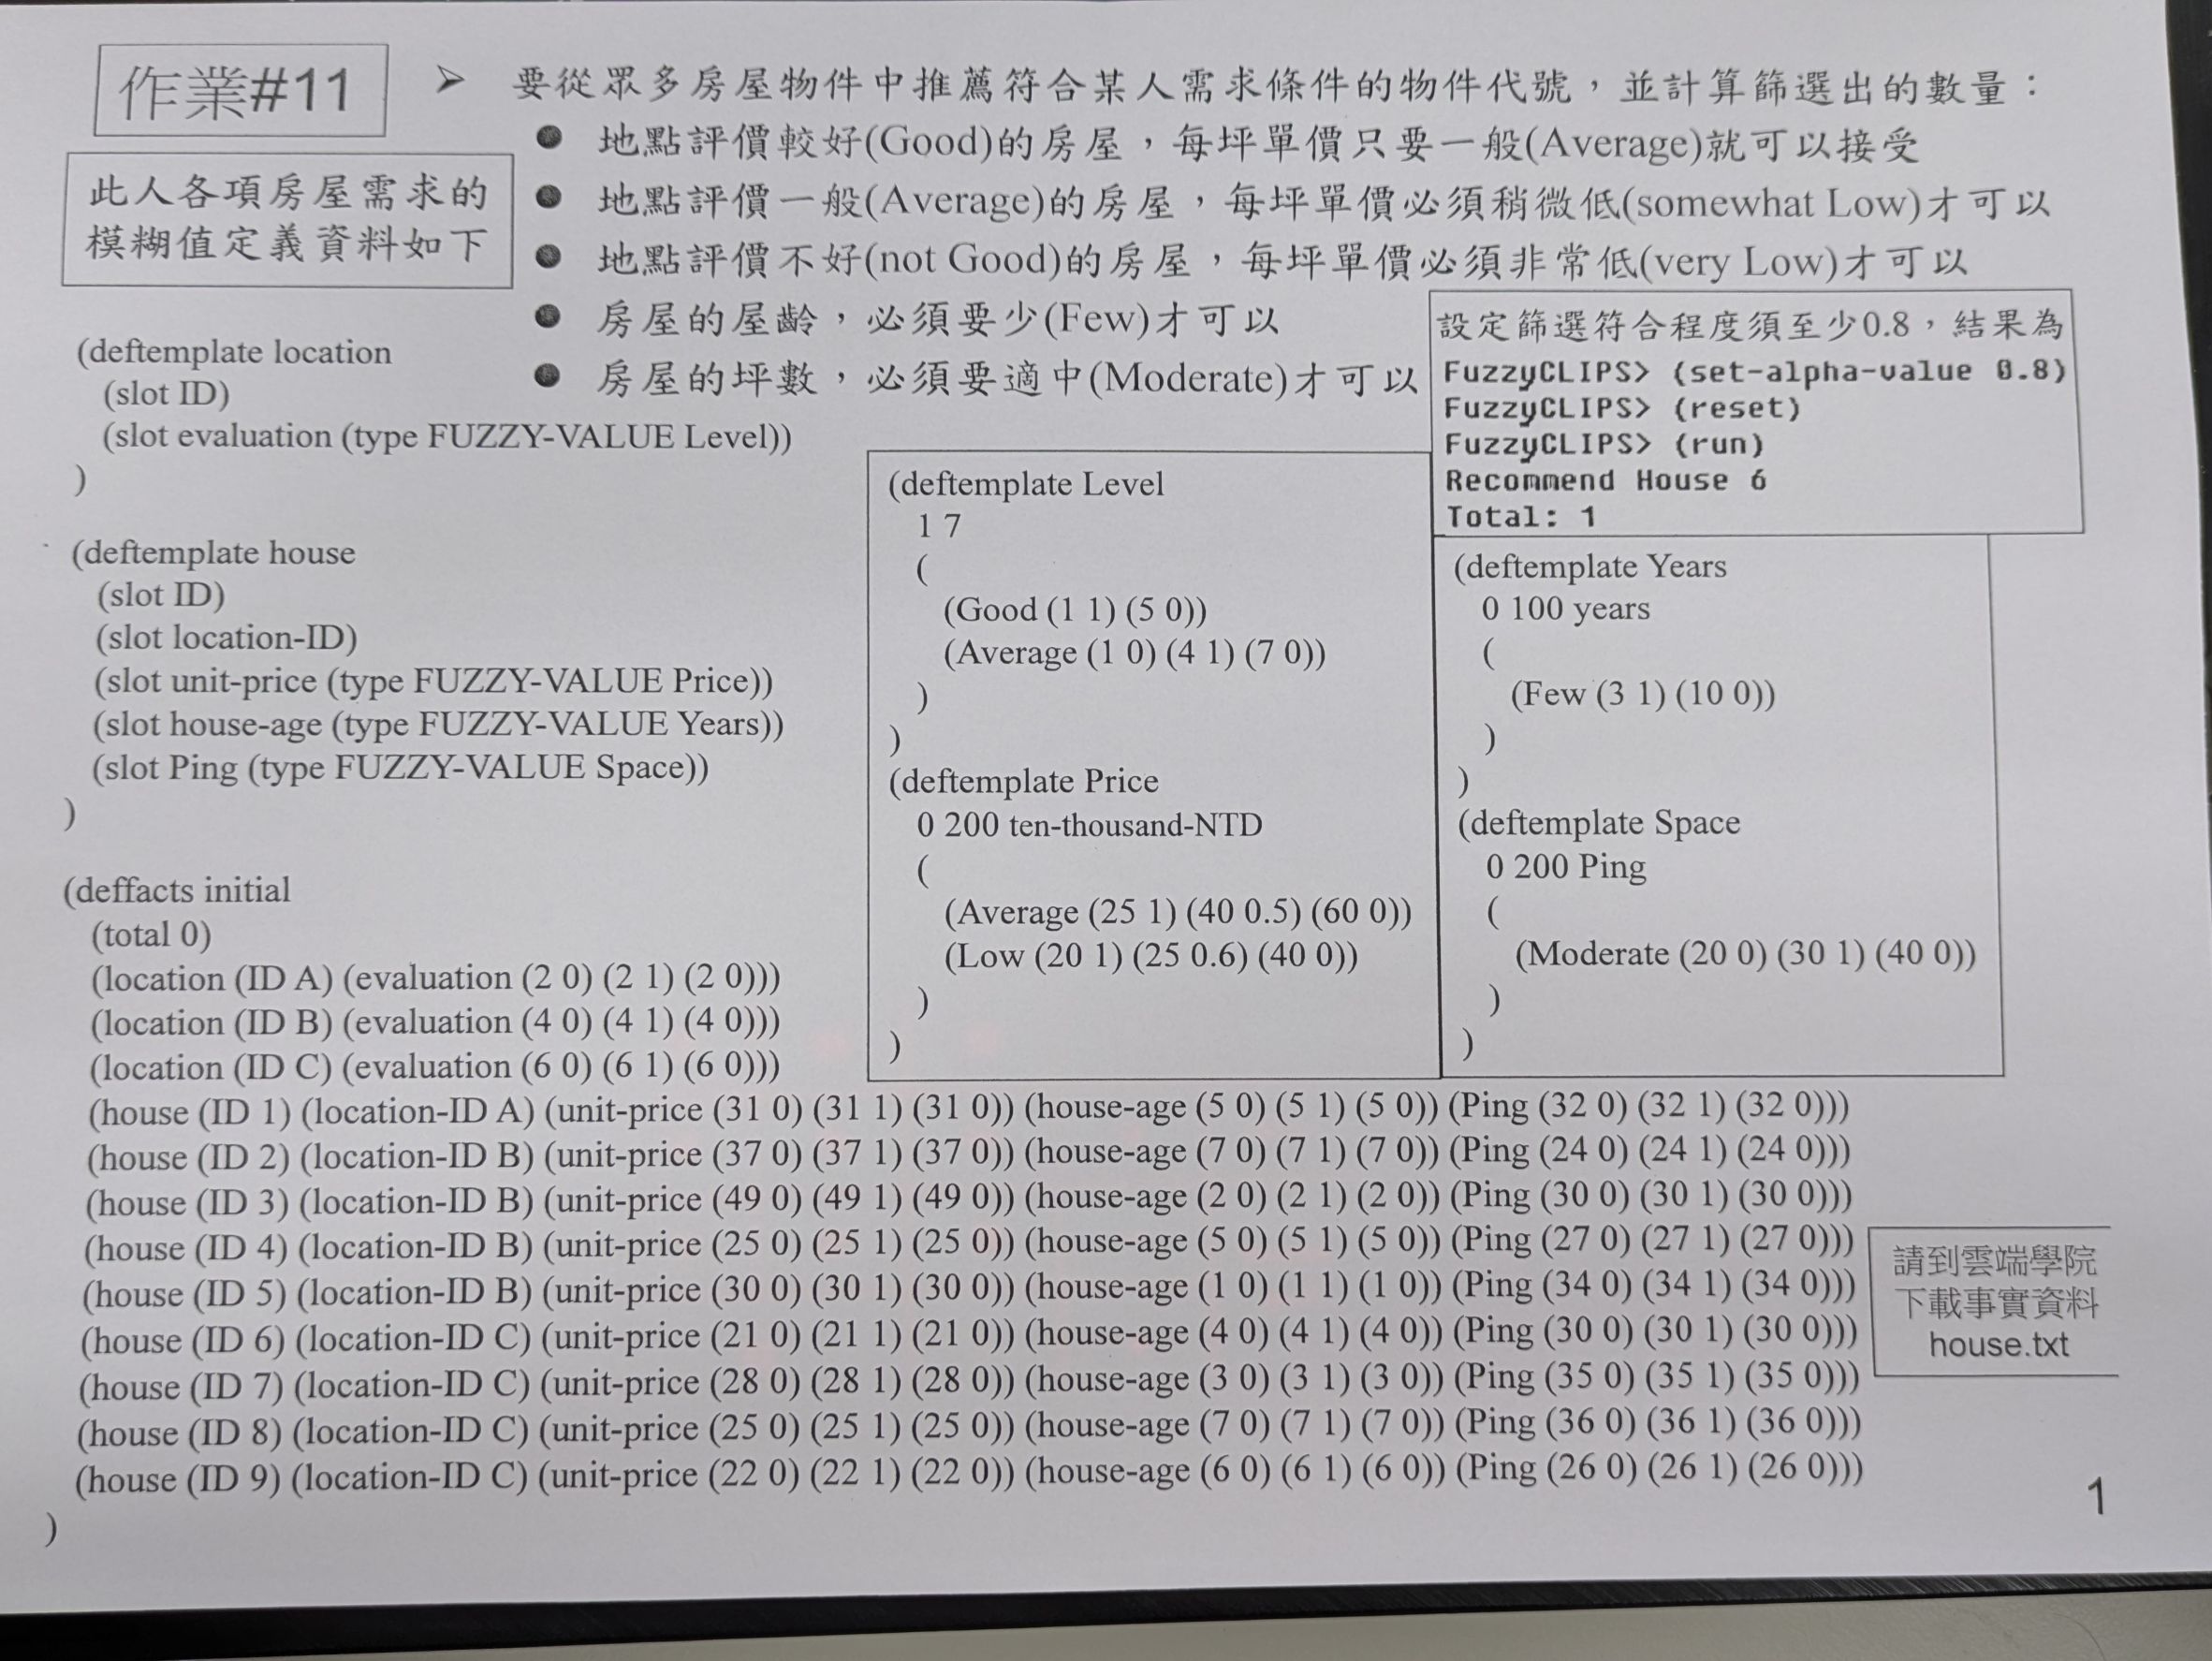 作業#11
➢ 要從眾多房屋物件中推薦符合某人需求條件的物件代號，並計算篩選出的數量：
● 地點評價較好(Good)的房屋，每坪單價只要一般(Average)就可以接受
● 地點評價一般(Average)的房屋，每坪單價必須稍微低(somewhat Low)才可以
● 地點評價不好(not Good)的房屋，每坪單價必須非常低(very Low)才可以
● 房屋的屋齡，必須要少(Few)才可以
● 房屋的坪數，必須要適中(Moderate)才可以
此人各項房屋需求的
模糊值定義資料如下
設定篩選符合程度須至少0.8，結果為
FuzzyCLIPS> (set-alpha-value 0.8)
FuzzyCLIPS> (reset)
FuzzyCLIPS> (run)
Recommend House 6
Total: 1
(deftemplate location
(slot ID)
(slot evaluation (type FUZZY-VALUE Level))
)
(deftemplate house
(slot ID)
(slot location-ID)
(slot unit-price (type FUZZY-VALUE Price))
(slot house-age (type FUZZY-VALUE Years))
(slot Ping (type FUZZY-VALUE Space))
)
(deftemplate Level
1 7
(
(Good (1 1) (5 0))
(Average (1 0) (4 1) (7 0))
)
)
(deftemplate Price
0 200 ten-thousand-NTD
(
(Average (25 1) (40 0.5) (60 0))
(Low (20 1) (25 0.6) (40 0))
)
)
(deftemplate Years
0 100 years
(
(Few (3 1) (10 0))
)
)
(deftemplate Space
0 200 Ping
(
(Moderate (20 0) (30 1) (40 0))
)
)
(deffacts initial
(total 0)
(location (ID A) (evaluation (2 0) (2 1) (2 0)))
(location (ID B) (evaluation (4 0) (4 1) (4 0)))
(location (ID C) (evaluation (6 0) (6 1) (6 0)))
(house (ID 1) (location-ID A) (unit-price (31 0) (31 1) (31 0)) (house-age (5 0) (5 1) (5 0)) (Ping (32 0) (32 1) (32 0)))
(house (ID 2) (location-ID B) (unit-price (37 0) (37 1) (37 0)) (house-age (7 0) (7 1) (7 0)) (Ping (24 0) (24 1) (24 0)))
(house (ID 3) (location-ID B) (unit-price (49 0) (49 1) (49 0)) (house-age (2 0) (2 1) (2 0)) (Ping (30 0) (30 1) (30 0)))
(house (ID 4) (location-ID B) (unit-price (25 0) (25 1) (25 0)) (house-age (5 0) (5 1) (5 0)) (Ping (27 0) (27 1) (27 0)))
(house (ID 5) (location-ID B) (unit-price (30 0) (30 1) (30 0)) (house-age (1 0) (1 1) (1 0)) (Ping (34 0) (34 1) (34 0)))
(house (ID 6) (location-ID C) (unit-price (21 0) (21 1) (21 0)) (house-age (4 0) (4 1) (4 0)) (Ping (30 0) (30 1) (30 0)))
(house (ID 7) (location-ID C) (unit-price (28 0) (28 1) (28 0)) (house-age (3 0) (3 1) (3 0)) (Ping (35 0) (35 1) (35 0)))
(house (ID 8) (location-ID C) (unit-price (25 0) (25 1) (25 0)) (house-age (7 0) (7 1) (7 0)) (Ping (36 0) (36 1) (36 0)))
(house (ID 9) (location-ID C) (unit-price (22 0) (22 1) (22 0)) (house-age (6 0) (6 1) (6 0)) (Ping (26 0) (26 1) (26 0)))
)
請到雲端學院
下載事實資料
house.txt
1